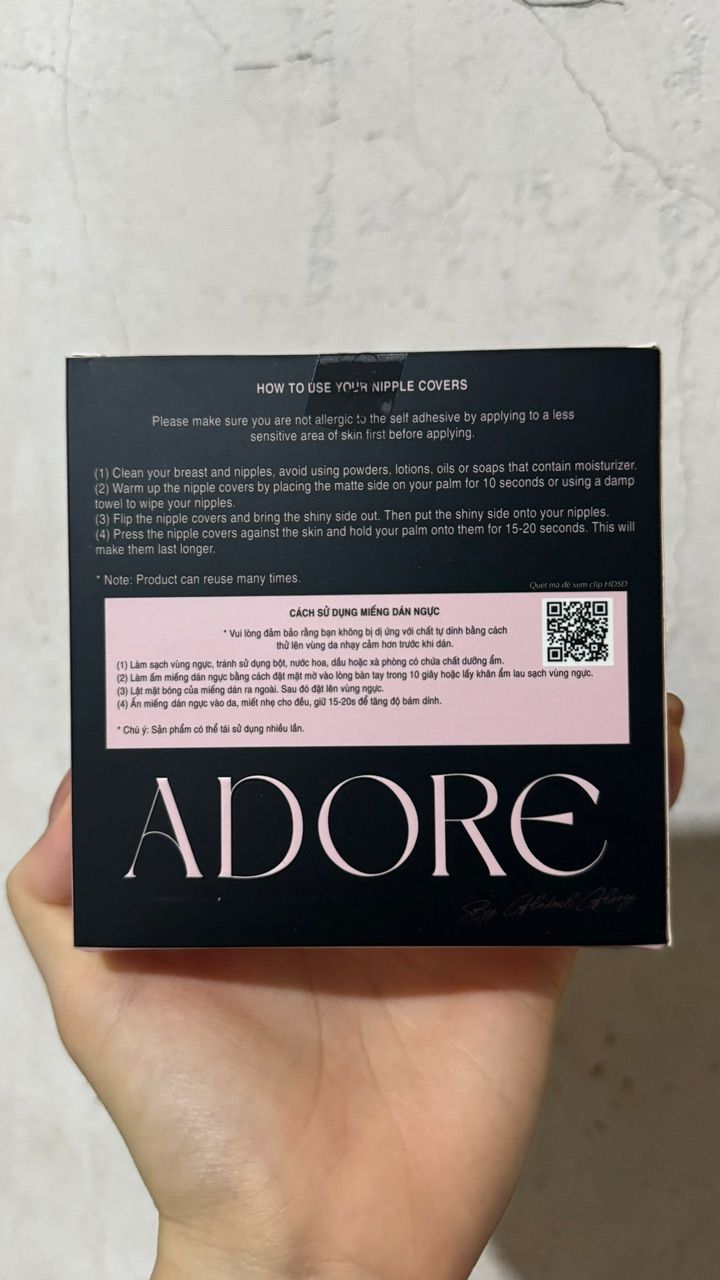 HOW TO USE YOUR NIPPLE COVERS
Please make sure you are not allergic to the self adhesive by applying to a less
sensitive area of skin first before applying.
(1) Clean your breast and nipples, avoid using powders, lotions, oils or soaps that contain moisturizer.
(2) Warm up the nipple covers by placing the matte side on your palm for 10 seconds or using a damp
towel to wipe your nipples.
(3) Flip the nipple covers and bring the shiny side out. Then put the shiny side onto your nipples.
(4) Press the nipple covers against the skin and hold your palm onto them for 15-20 seconds. This will
make them last longer.
* Note: Product can reuse many times.
Quét mã để xem clip HDSD
CÁCH SỬ DỤNG MIẾNG DÁN NGỰC
* Vui lòng đảm bảo rằng bạn không bị dị ứng với chất tự dính bằng cách
thử lên vùng da nhạy cảm hơn trước khi dán.
(1) Làm sạch vùng ngực, tránh sử dụng bột, nước hoa, dầu hoặc xà phòng có chứa chất dưỡng ẩm.
(2) Làm ấm miếng dán ngực bằng cách đặt mặt mờ vào lòng bàn tay trong 10 giây hoặc lấy khăn ẩm lau sạch vùng ngực.
(3) Lật mặt bóng của miếng dán ra ngoài. Sau đó đặt lên vùng ngực.
(4) Ấn miếng dán ngực vào da, miết nhẹ cho đều, giữ 15-20s để tăng độ bám dính.
* Chú ý: Sản phẩm có thể tái sử dụng nhiều lần.
ADORE
By